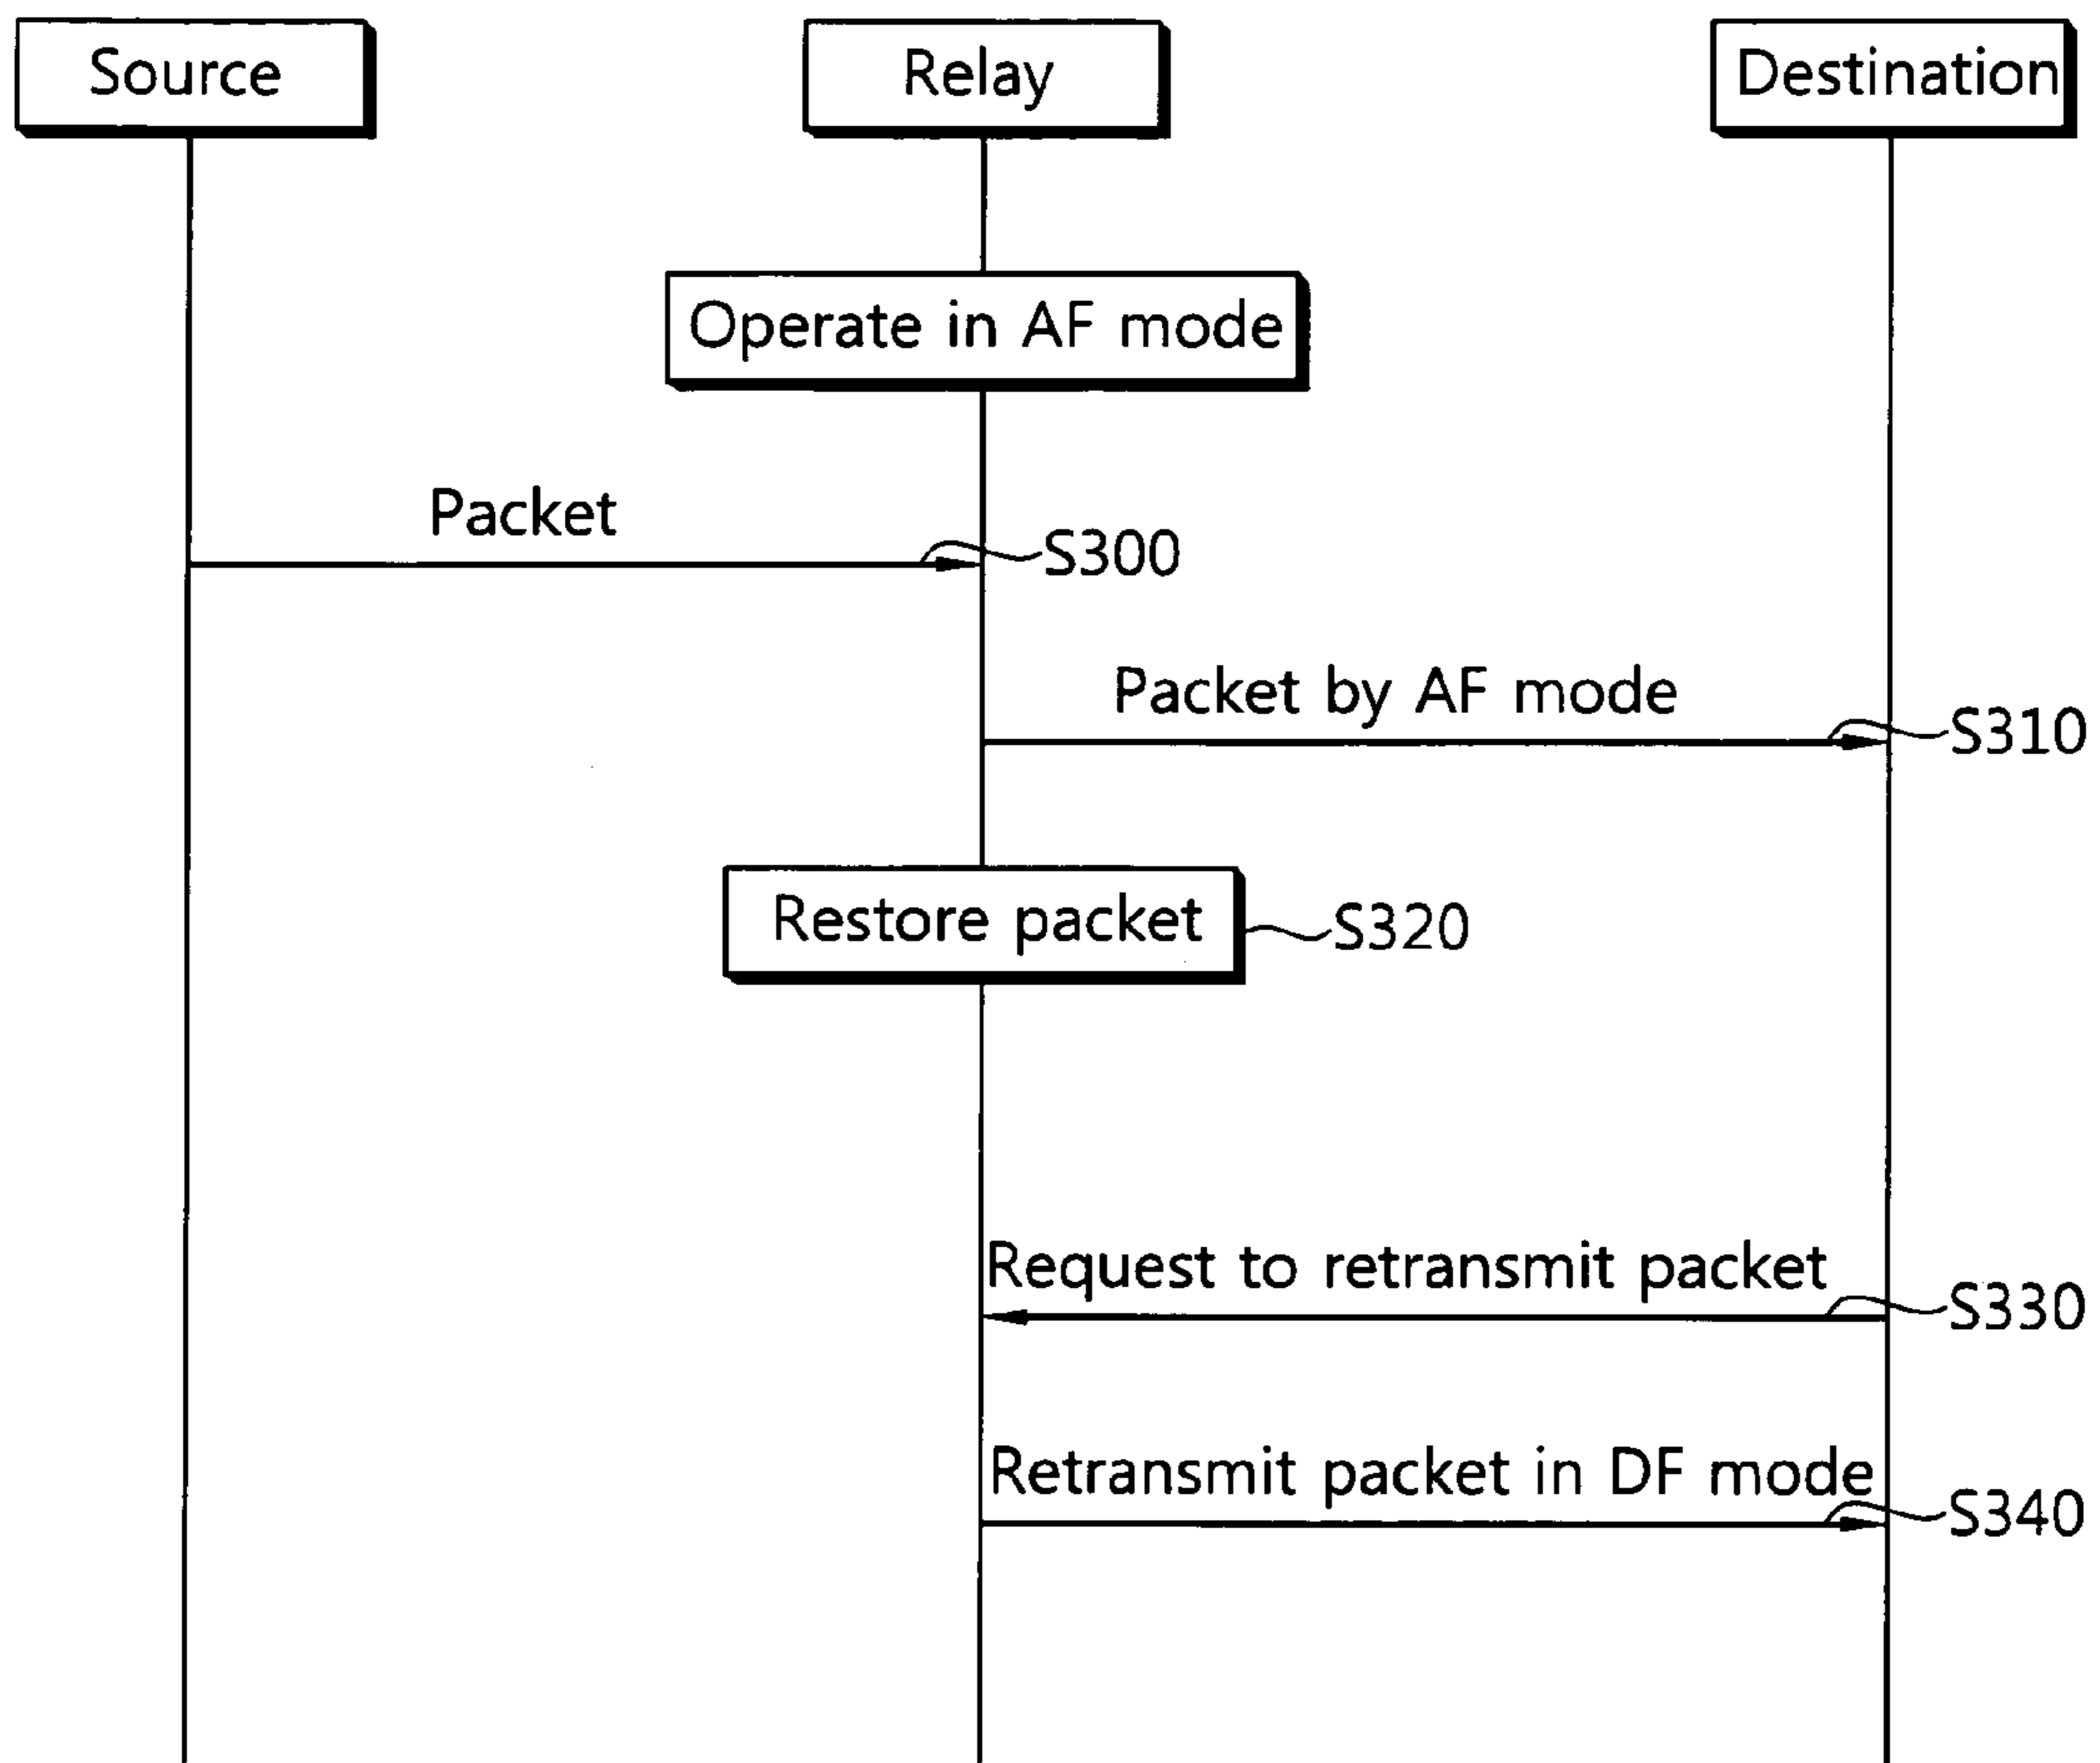 Source
Relay
Destination
Operate in AF mode
Packet
S300
Packet by AF mode
S310
Restore packet
S320
Request to retransmit packet
S330
Retransmit packet in DF mode
S340